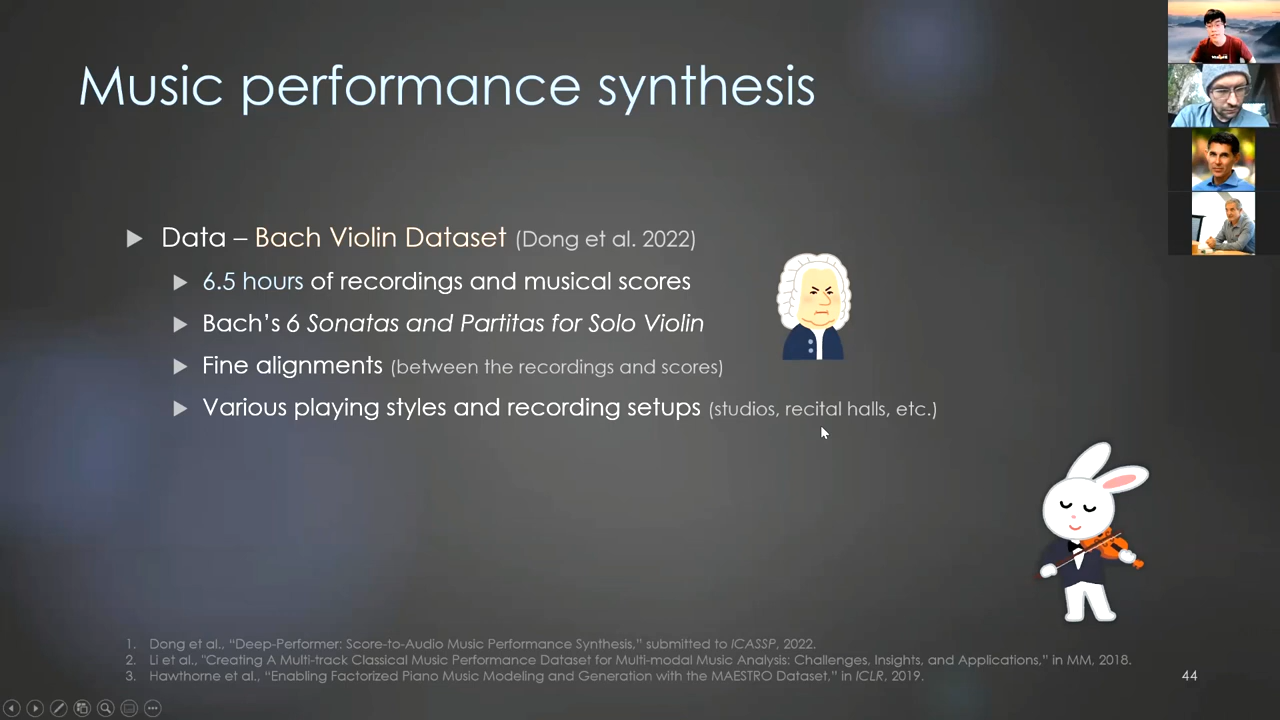 Music performance synthesis
Data – Bach Violin Dataset (Dong et al. 2022)
6.5 hours of recordings and musical scores
Bach's 6 Sonatas and Partitas for Solo Violin
Fine alignments (between the recordings and scores)
Various playing styles and recording setups (studios, recital halls, etc.)
1. Dong et al., "Deep-Performer: Score-to-Audio Music Performance Synthesis," submitted to ICASSP, 2022.
2. Li et al., "Creating A Multi-track Classical Music Performance Dataset for Multi-modal Music Analysis: Challenges, Insights, and Applications," in MM, 2018.
3. Hawthorne et al., "Enabling Factorized Piano Music Modeling and Generation with the MAESTRO Dataset," in ICLR, 2019.
44